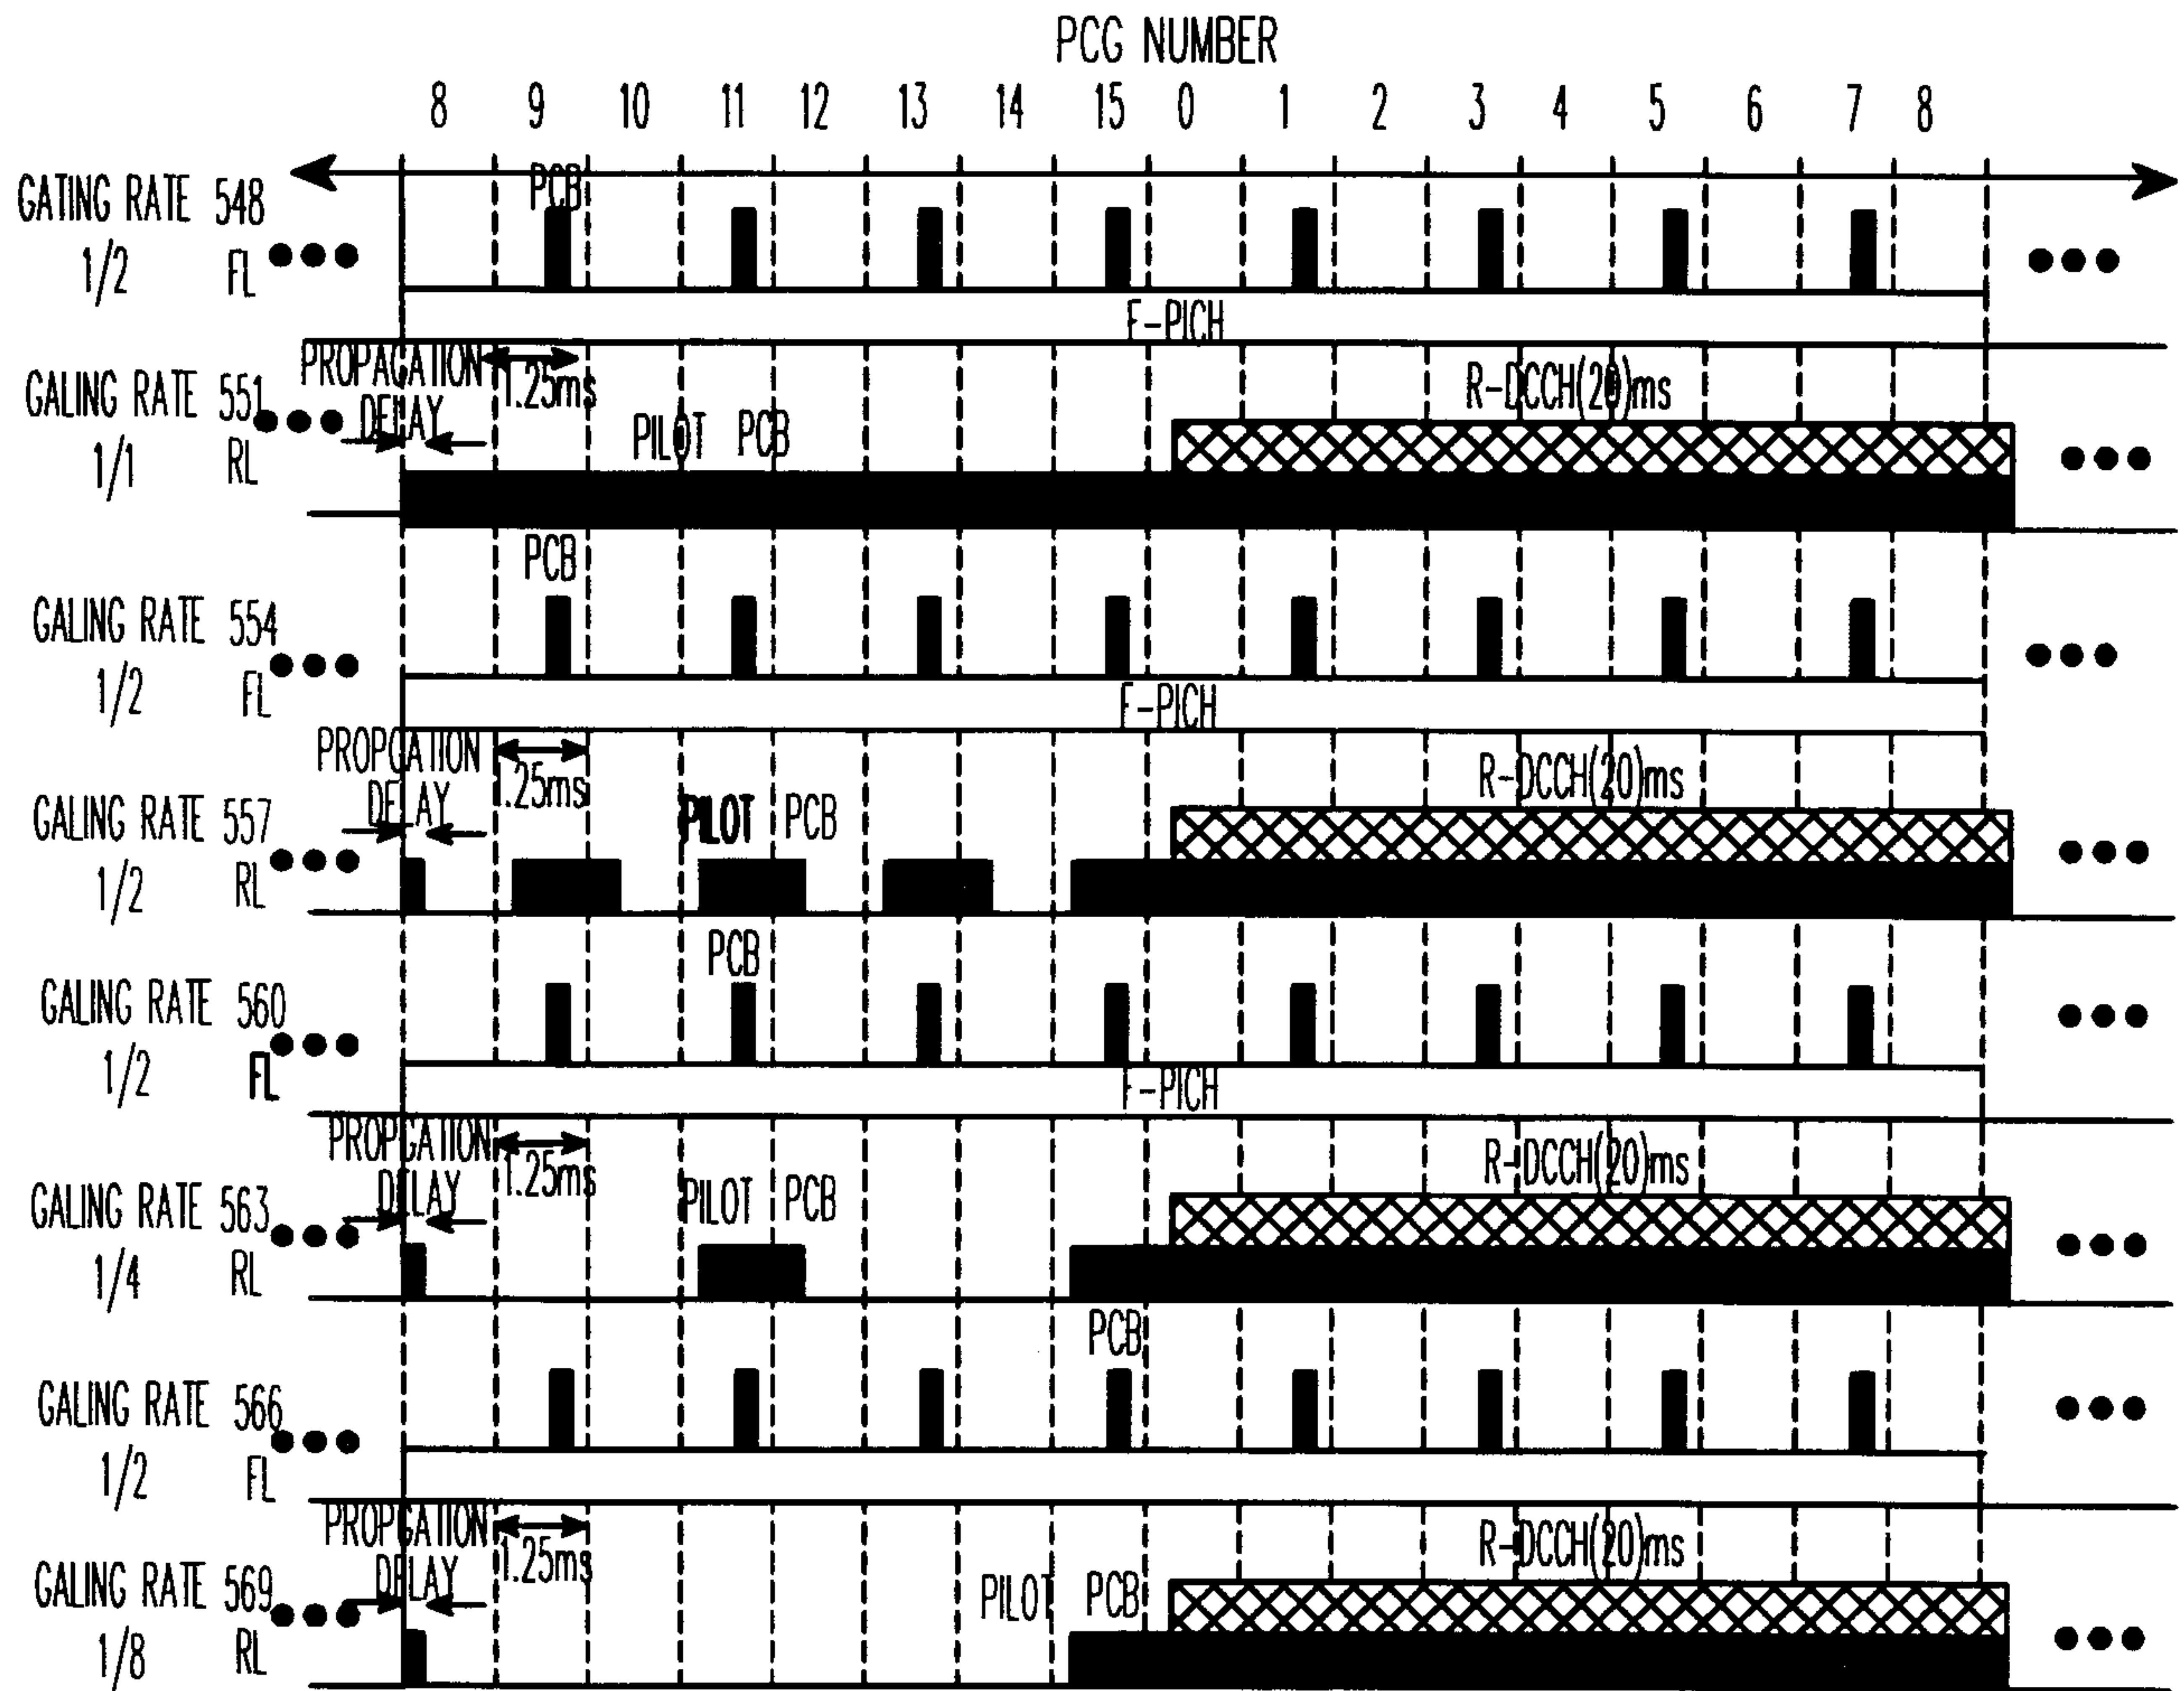 PCG NUMBER
8 9 10 11 12 13 14 15 0 1 2 3 4 5 6 7 8
PCB
GATING RATE 548
1/2 FL
F-PICH
PROPAGATION
DELAY
1.25ms
R-DCCH(20)ms
GALING RATE 551
1/1 RL
PILOT PCB
PCB
GALING RATE 554
1/2 FL
F-PICH
PROPGATION
DELAY
1.25ms
R-DCCH(20)ms
GALING RATE 557
1/2 RL
PILOT PCB
PCB
GALING RATE 560
1/2 FL
F-PICH
PROPGATION
DELAY
1.25ms
R-DCCH(20)ms
GALING RATE 563
1/4 RL
PILOT PCB
PCB
GALING RATE 566
1/2 FL
PROPGATION
DELAY
1.25ms
R-DCCH(20)ms
GALING RATE 569
1/8 RL
PILOT PCB